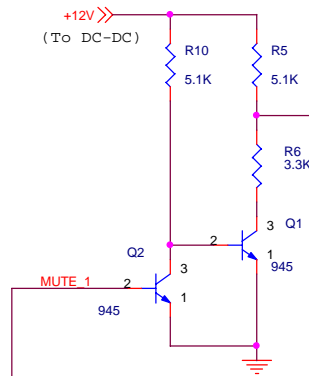 +12V
(To DC-DC)
R10
5.1K
R5
5.1K
R6
3.3K
Q1
3
2
1
945
Q2
3
MUTE_1
2
1
945